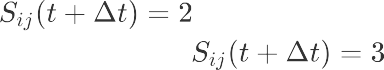 S_{ij}(t + Δt) = 2
S_{ij}(t + Δt) = 3